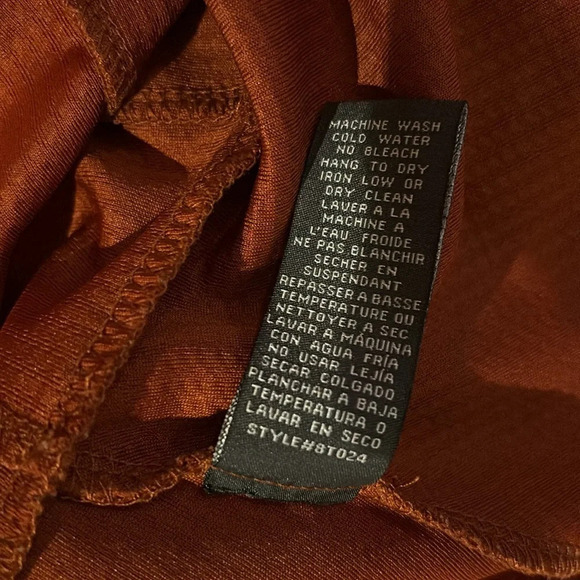 MACHINE WASH
COLD WATER
NO BLEACH
HANG TO DRY
IRON LOW OR
DRY CLEAN
LAVER A LA
MACHINE A
L'EAU FROIDE
NE PAS BLANCHIR
SECHER EN
SUSPENDANT
REPASSER A BASSE
TEMPERATURE OU
NETTOYER A SEC
LAVAR A MÁQUINA
CON AGUA FRÍA
NO USAR LEJÍA
SECAR COLGADO
PLANCHAR A BAJA
TEMPERATURA O
LAVAR EN SECO
STYLE#8T024